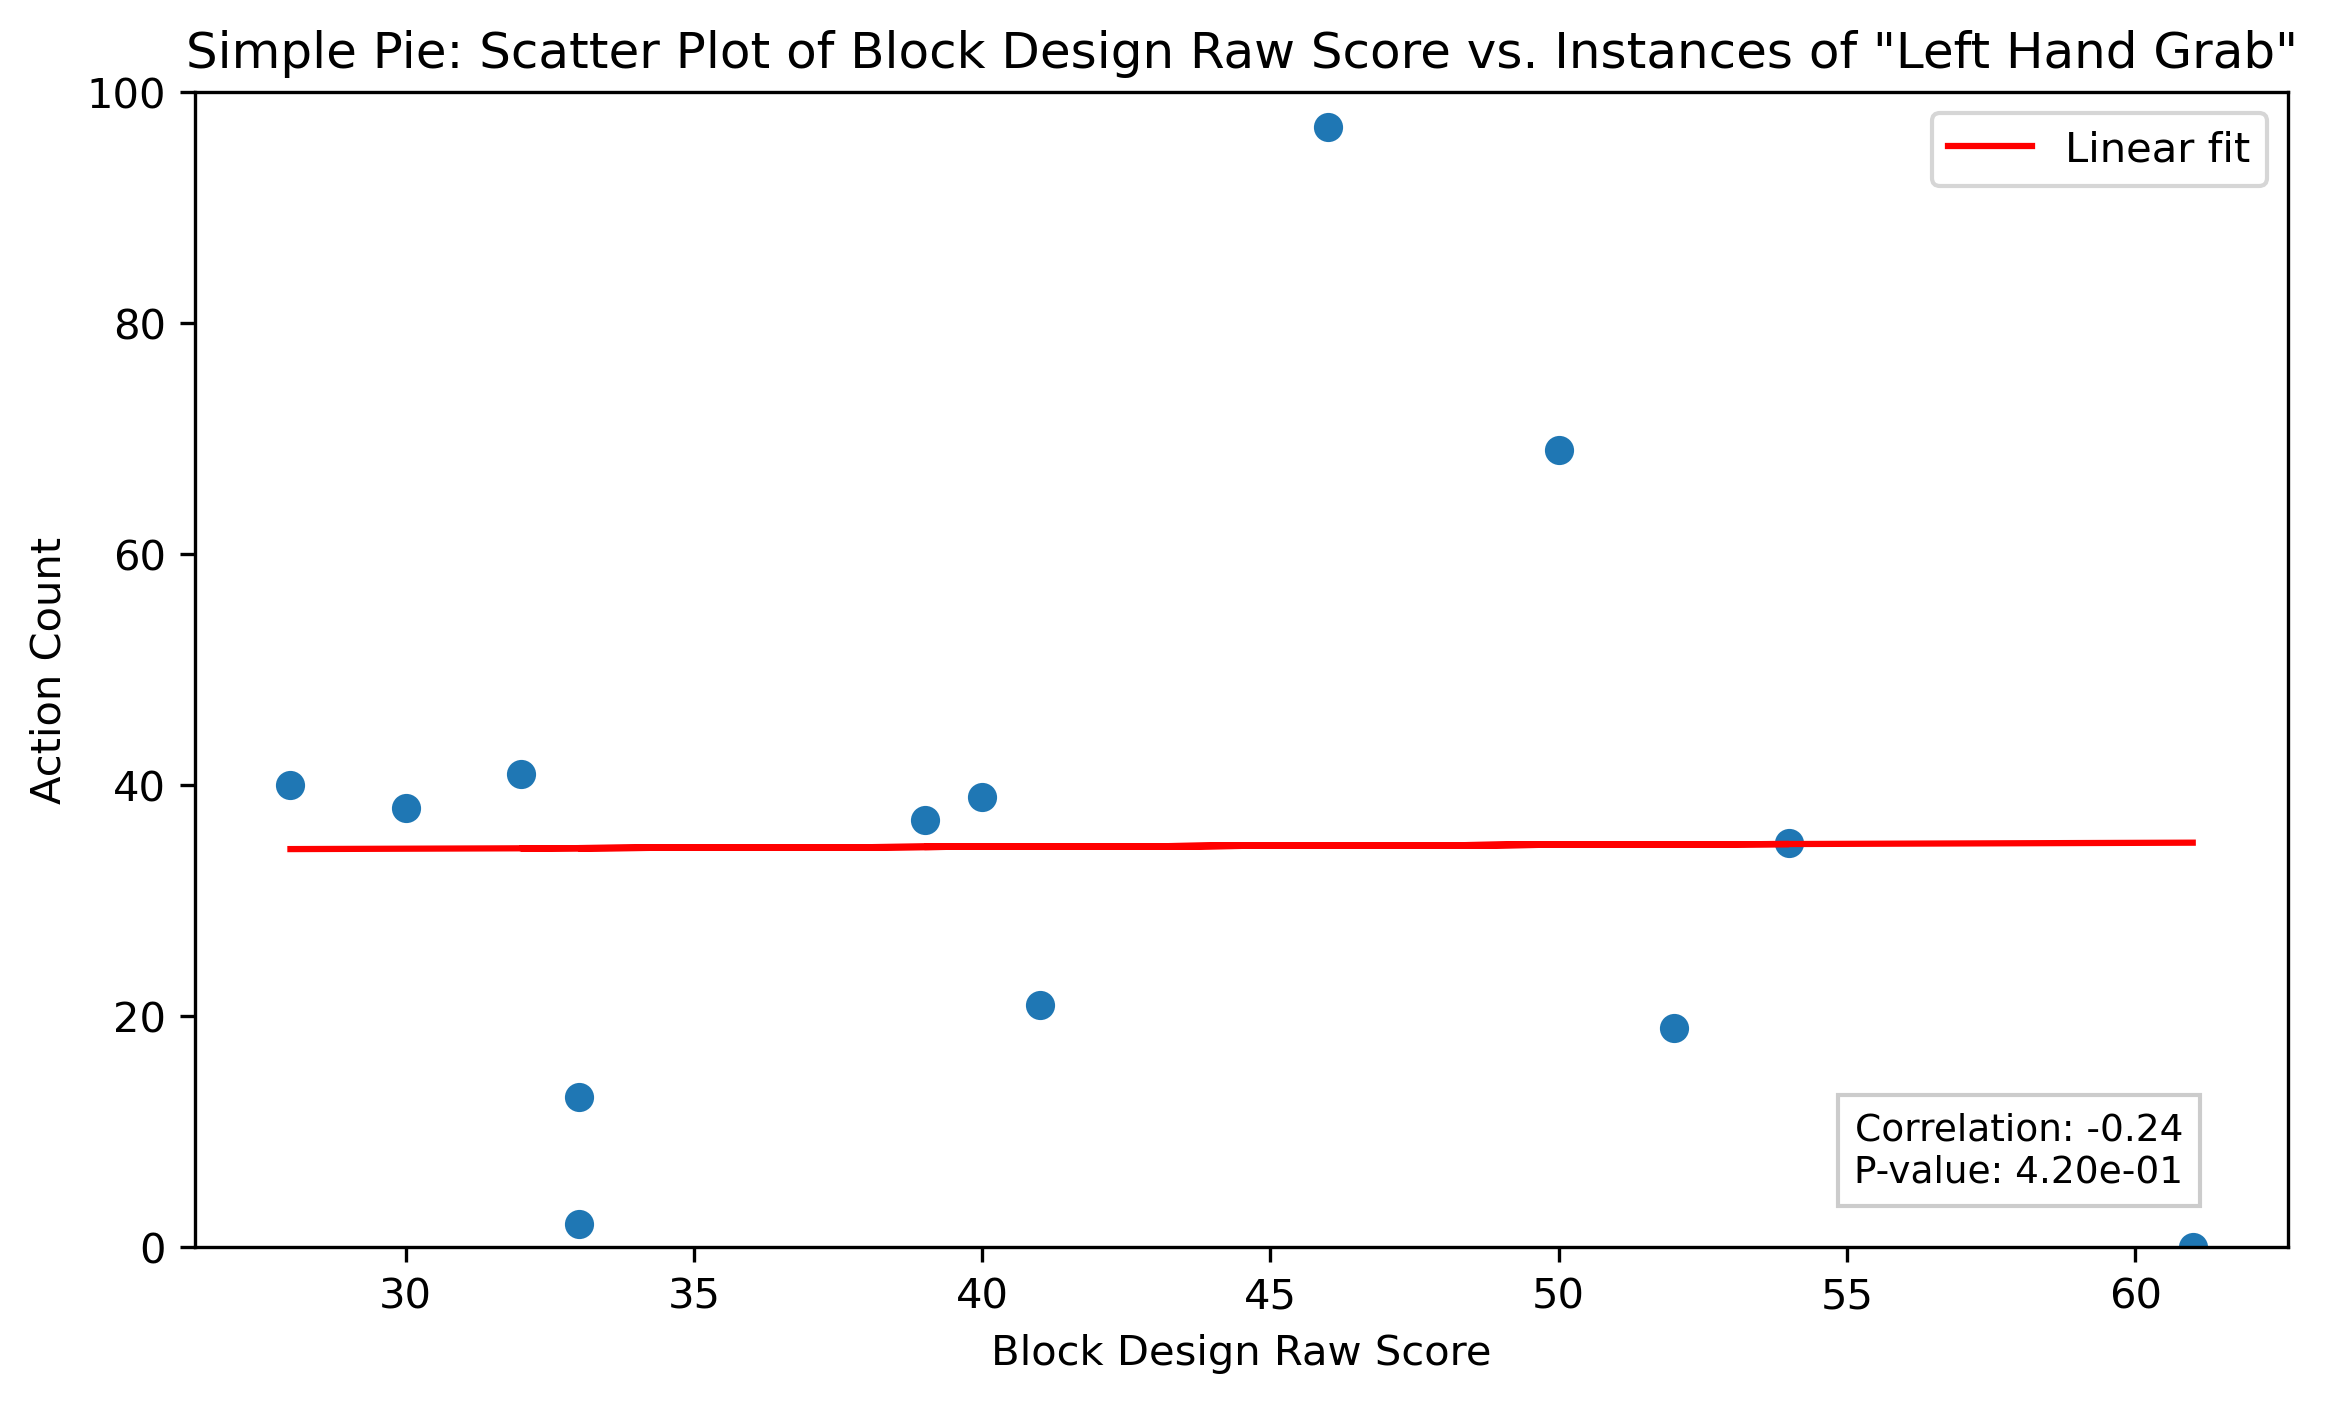 Simple Pie: Scatter Plot of Block Design Raw Score vs. Instances of "Left Hand Grab"
Linear fit
100
80
60
40
20
0
Action Count
Correlation: -0.24
P-value: 4.20e-01
30 35 40 45 50 55 60
Block Design Raw Score